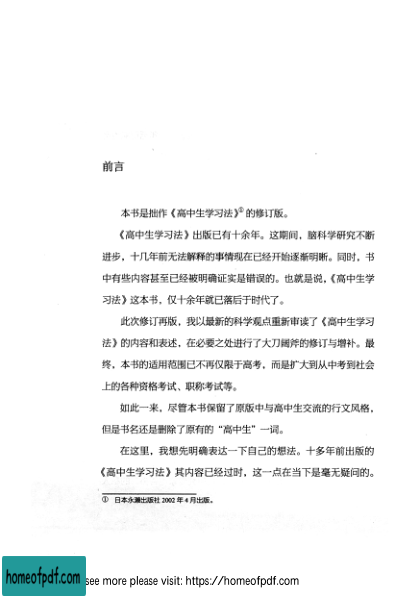 前言
本书是拙作《高中生学习法》①的修订版。
《高中生学习法》出版已有十余年。这期间，脑科学研究不断
进步，十几年前无法解释的事情现在已经开始逐渐明晰。同时，书
中有些内容甚至已经被明确证实是错误的。也就是说，《高中生学
习法》这本书，仅十余年就已落后于时代了。
此次修订再版，我以最新的科学观点重新审读了《高中生学习
法》的内容和表述，在必要之处进行了大刀阔斧的修订与增补。最
终，本书的适用范围已不再仅限于高考，而是扩大到从中考到社会
上的各种资格考试、职称考试等。
如此一来，尽管本书保留了原版中与高中生交流的行文风格，
但是书名还是删除了原有的“高中生”一词。
在这里，我想先明确表达一下自己的想法。十多年前出版的
《高中生学习法》其内容已经过时，这一点在当下是毫无疑问的。
① 日本永濑出版社 2002 年 4 月出版。
homeofpdf.com
see more please visit: https://homeofpdf.com